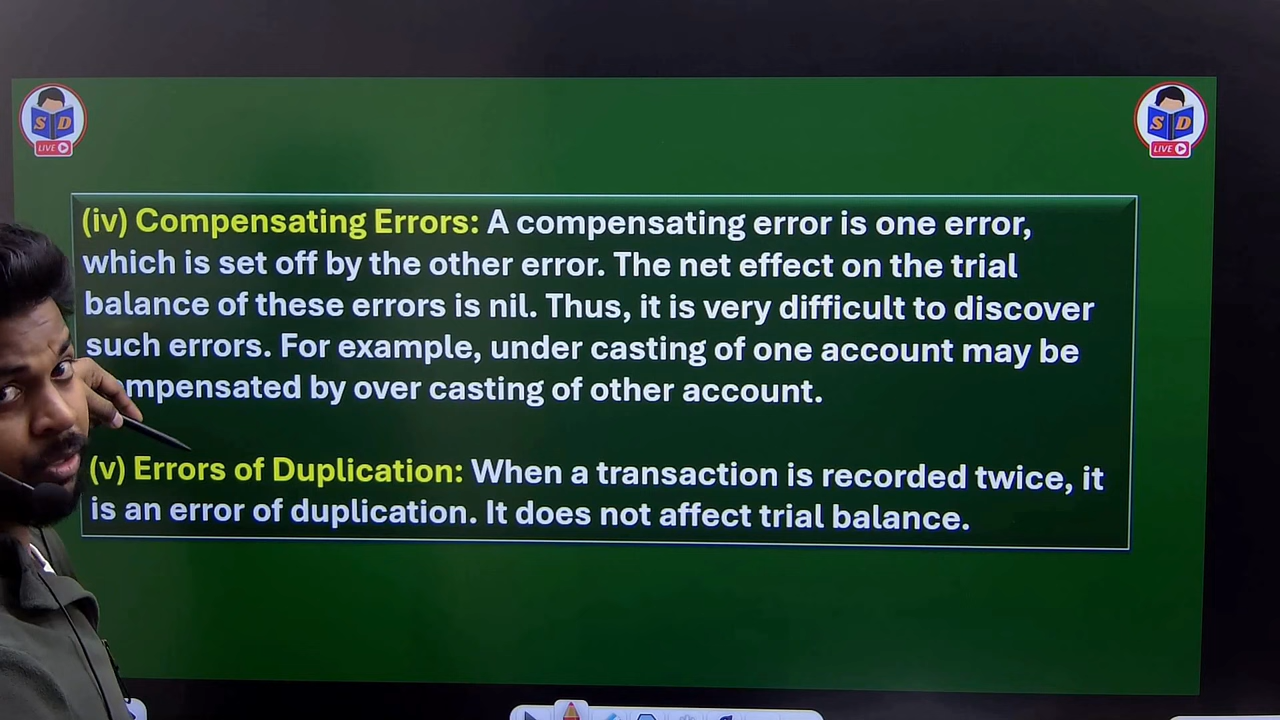 S D
LIVE
S D
LIVE
(iv) Compensating Errors: A compensating error is one error,
which is set off by the other error. The net effect on the trial
balance of these errors is nil. Thus, it is very difficult to discover
such errors. For example, under casting of one account may be
ompensated by over casting of other account.
(v) Errors of Duplication: When a transaction is recorded twice, it
is an error of duplication. It does not affect trial balance.